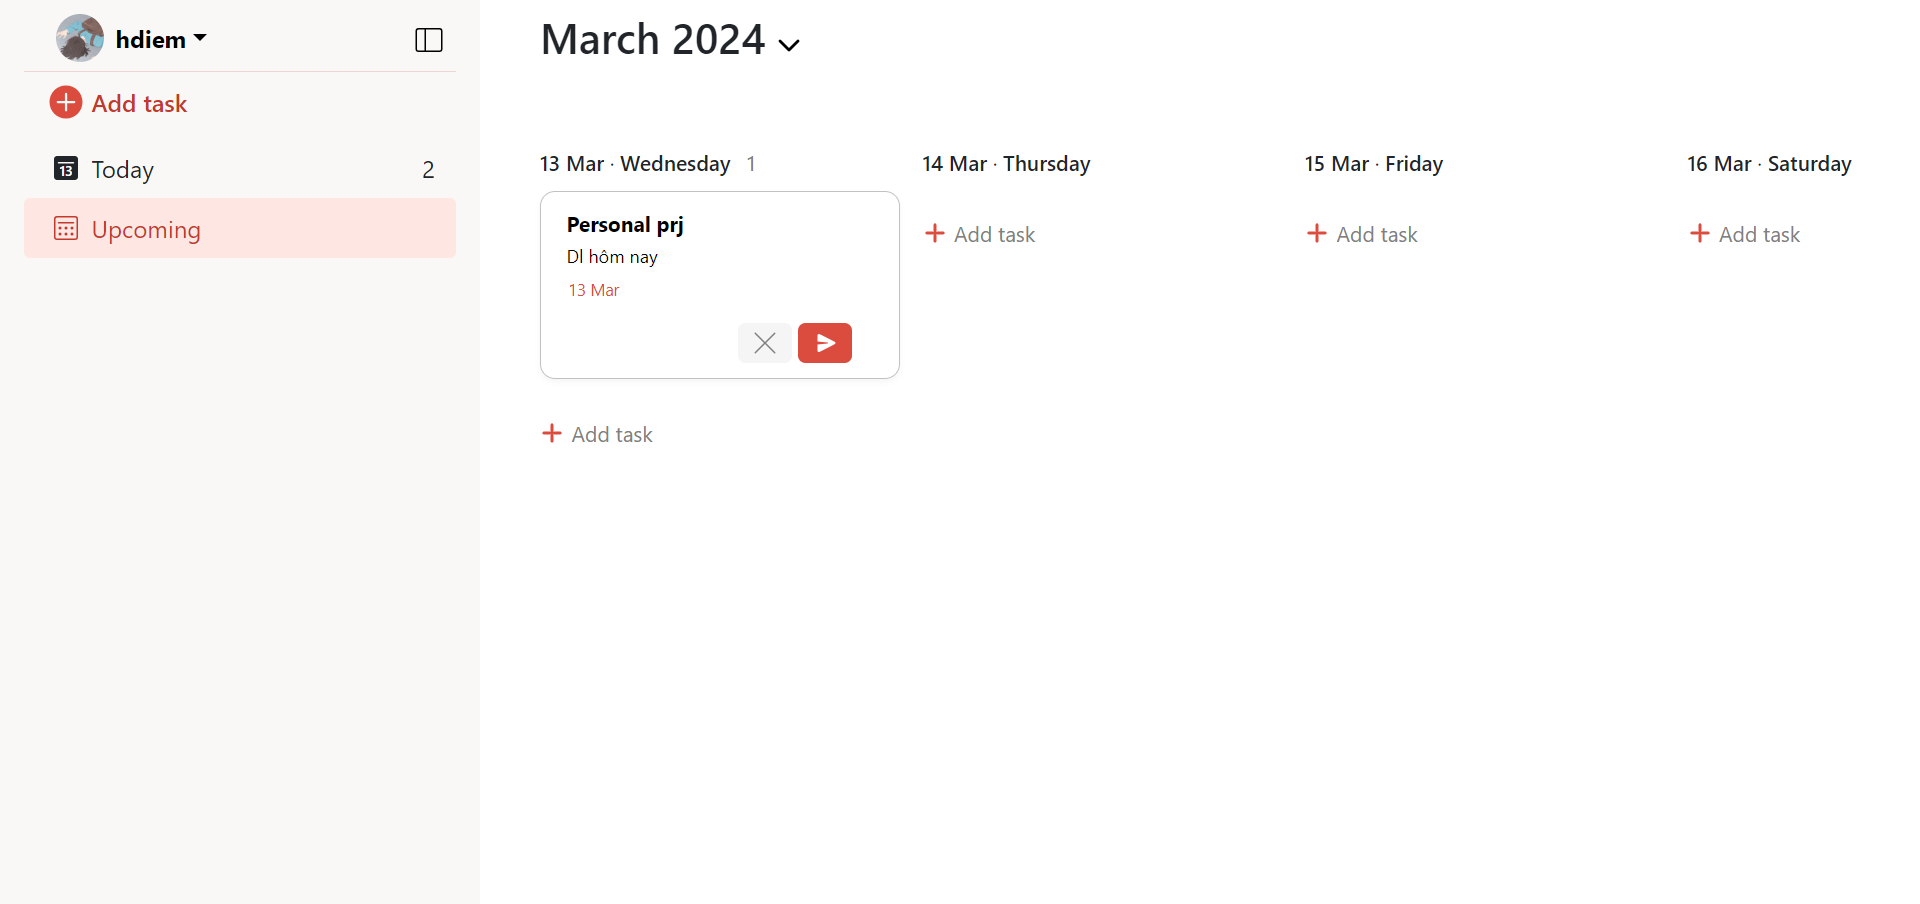 hdiem
Add task
13 Today 2
Upcoming
March 2024
13 Mar · Wednesday 1
Personal prj
Dl hôm nay
13 Mar
Add task
14 Mar · Thursday
Add task
15 Mar · Friday
Add task
16 Mar · Saturday
Add task